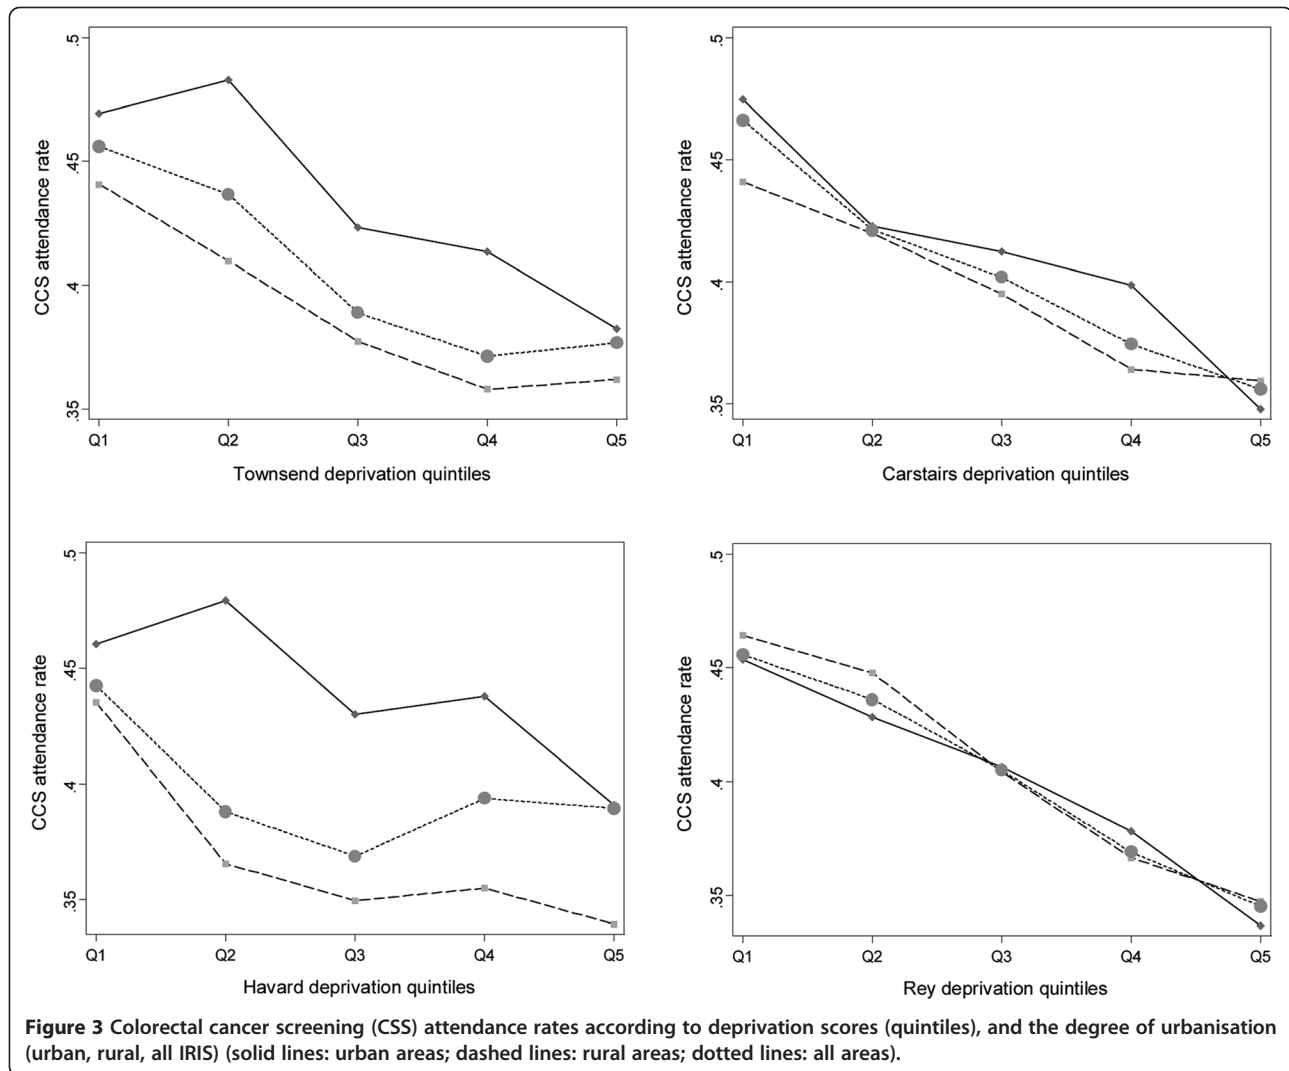 .5
.45
.4
.35
CCS attendance rate
Q1 Q2 Q3 Q4 Q5
Townsend deprivation quintiles
.5
.45
.4
.35
CCS attendance rate
Q1 Q2 Q3 Q4 Q5
Carstairs deprivation quintiles
.5
.45
.4
.35
CCS attendance rate
Q1 Q2 Q3 Q4 Q5
Havard deprivation quintiles
.5
.45
.4
.35
CCS attendance rate
Q1 Q2 Q3 Q4 Q5
Rey deprivation quintiles
Figure 3 Colorectal cancer screening (CSS) attendance rates according to deprivation scores (quintiles), and the degree of urbanisation
(urban, rural, all IRIS) (solid lines: urban areas; dashed lines: rural areas; dotted lines: all areas).